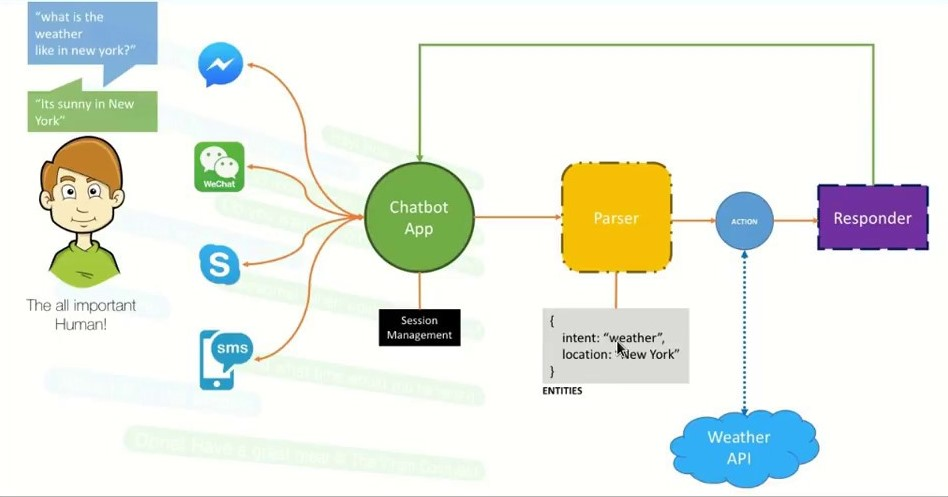 "what is the
weather
like in new york?"
"Its sunny in New
York"
The all important
Human!
WeChat
S
sms
Chatbot
App
Session
Management
Parser
{
intent: "weather",
location: "New York"
}
ENTITIES
ACTION
Responder
Weather
API